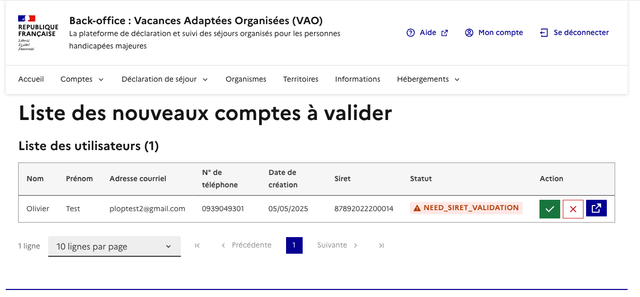 RÉPUBLIQUE
FRANÇAISE
Liberté
Égalité
Fraternité
Back-office : Vacances Adaptées Organisées (VAO)
La plateforme de déclaration et suivi des séjours organisés pour les personnes
handicapées majeures
Aide
Mon compte
Se déconnecter
Accueil
Comptes
Déclaration de séjour
Organismes
Territoires
Informations
Hébergements
Liste des nouveaux comptes à valider
Liste des utilisateurs (1)
Nom
Prénom
Adresse courriel
N° de
téléphone
Date de
création
Siret
Statut
Action
Olivier
Test
ploptest2@gmail.com
0939049301
05/05/2025
87892022200014
NEED_SIRET_VALIDATION
1 ligne
10 lignes par page
Précédente
1
Suivante